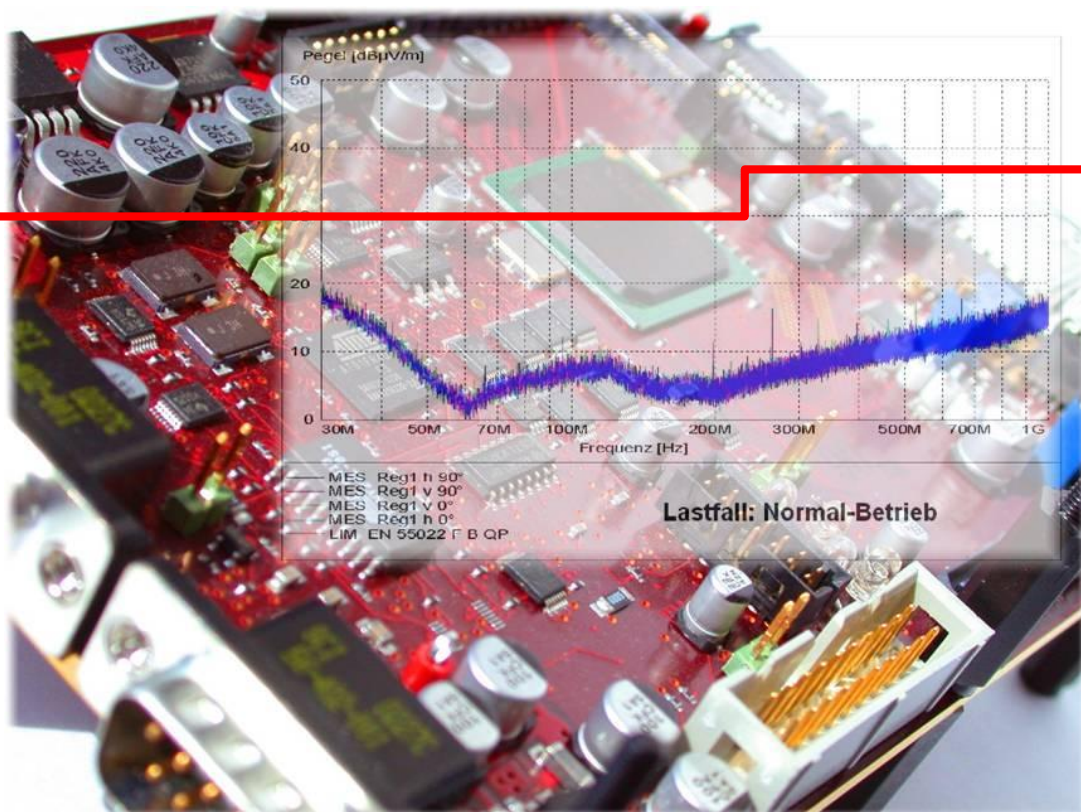 Pegel [dBµV/m]
50
40
20
10
0
30M 50M 70M 100M 200M 300M 500M 700M 1G
Frequenz [Hz]
MES Reg1 h 90°
MES Reg1 v 90°
MES Reg1 v 0°
MES Reg1 h 0°
LIM EN 55022 F B QP
Lastfall: Normal-Betrieb